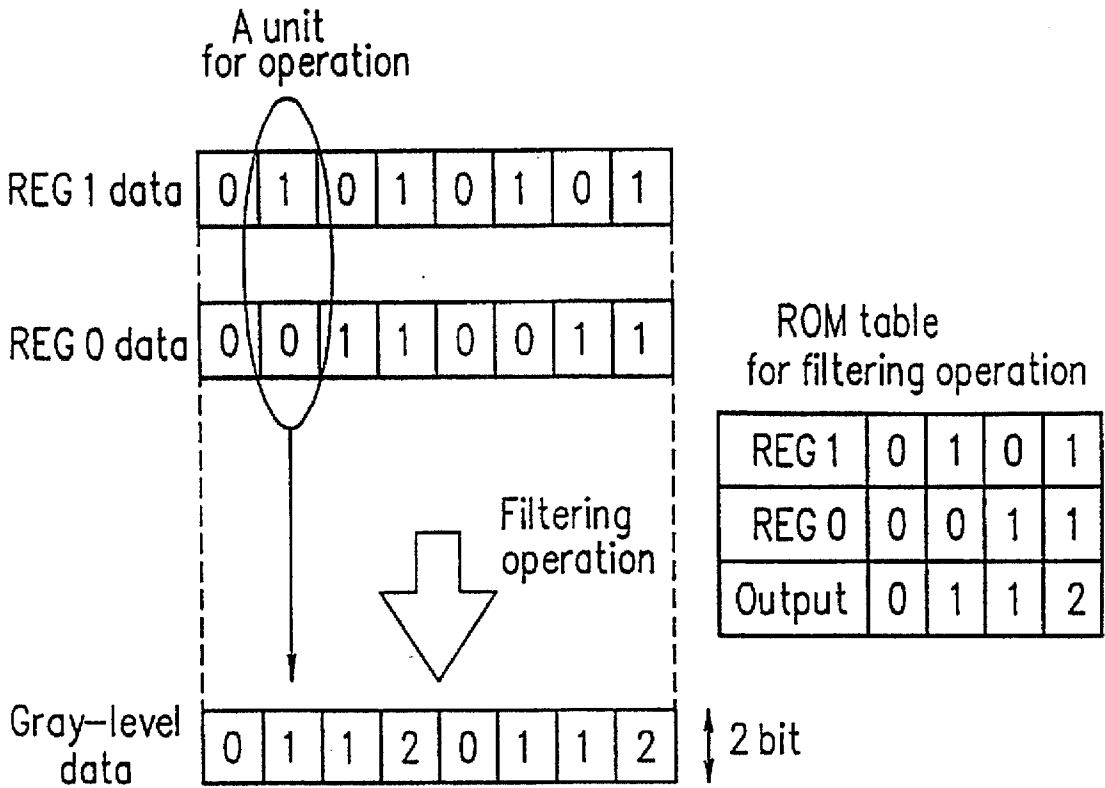 A unit
for operation
REG 1 data 0 1 0 1 0 1 0 1
REG 0 data 0 0 1 1 0 0 1 1
ROM table
for filtering operation
REG 1 0 1 0 1
REG 0 0 0 1 1
Output 0 1 1 2
Filtering
operation
Gray-level
data
0 1 1 2 0 1 1 2
2 bit